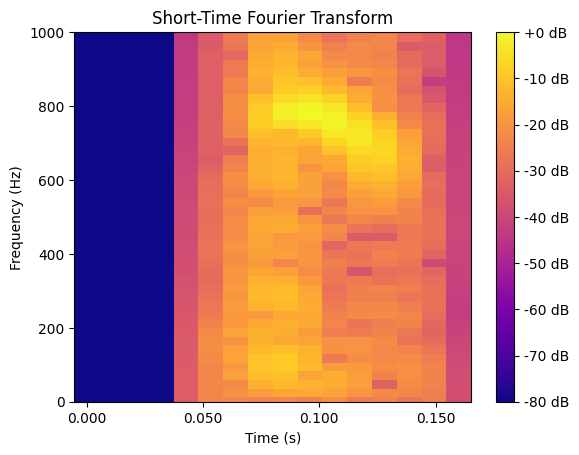 Short-Time Fourier Transform
1000
800
600
400
200
0
Frequency (Hz)
0.000
0.050
0.100
0.150
Time (s)
+0 dB
-10 dB
-20 dB
-30 dB
-40 dB
-50 dB
-60 dB
-70 dB
-80 dB